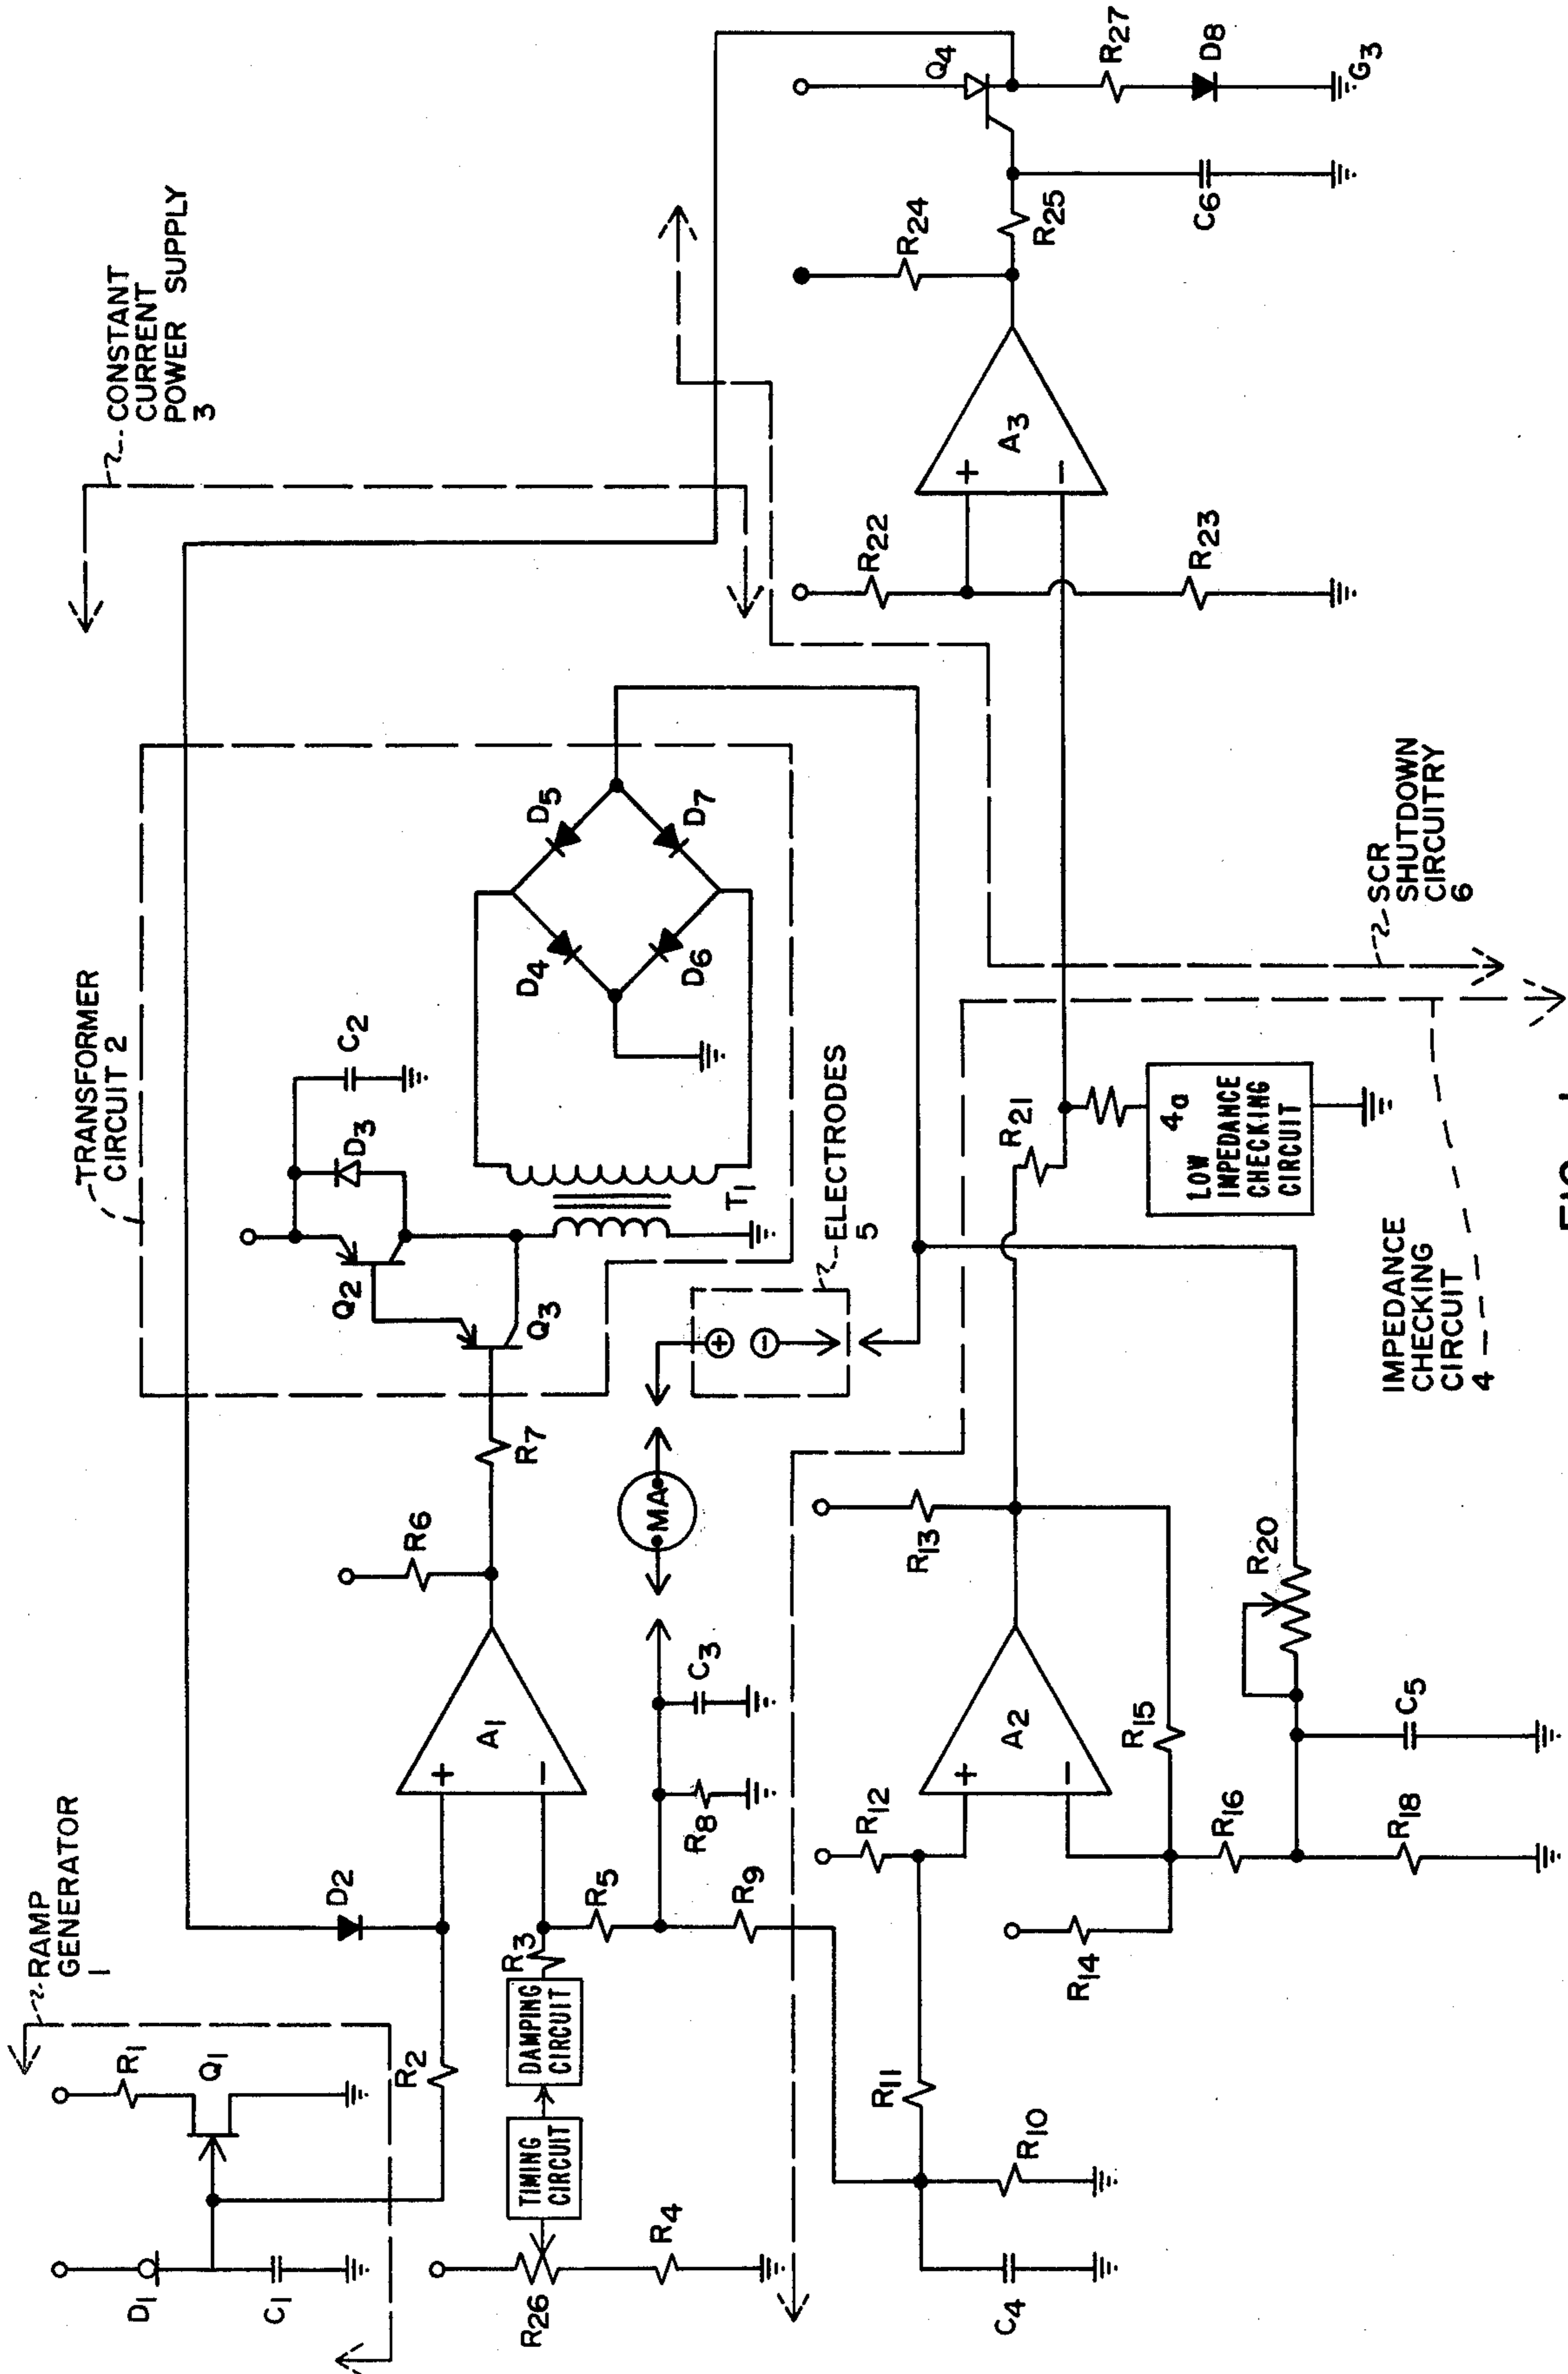 RAMP
GENERATOR
1
TRANSFORMER
CIRCUIT 2
CONSTANT
CURRENT
POWER SUPPLY
3
D1
C1
R1
Q1
R2
D2
R26
R4
TIMING
CIRCUIT
DAMPING
CIRCUIT
R3
R5
A1
+
−
R6
R7
Q2
Q3
D3
C2
T1
D4
D5
D6
D7
R8
C3
R9
MA
+
−
ELECTRODES
5
C4
R10
R11
R12
A2
+
−
R13
R14
R15
R16
R18
C5
R20
R21
4a
LOW
IMPEDANCE
CHECKING
CIRCUIT
IMPEDANCE
CHECKING
CIRCUIT
4
SCR
SHUTDOWN
CIRCUITRY
6
R22
R23
A3
+
−
R24
R25
C6
Q4
R27
D8
G3